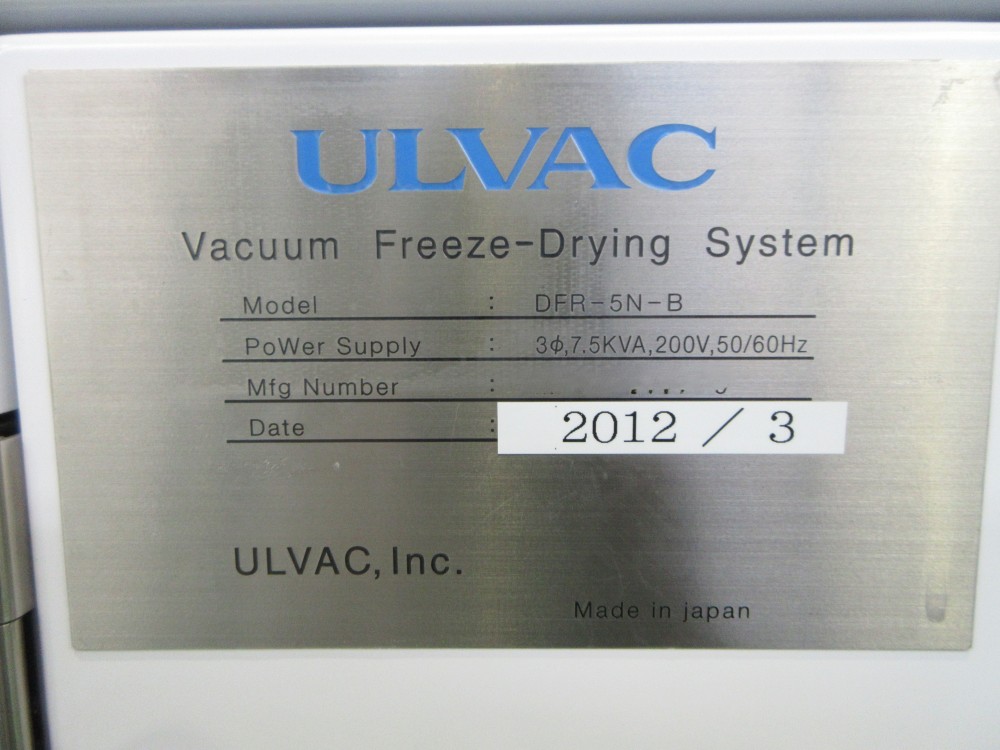 ULVAC
Vacuum Freeze-Drying System
Model : DFR-5N-B
PoWer Supply : 3ϕ,7.5KVA,200V,50/60Hz
Mfg Number :
Date : 2012 / 3
ULVAC,Inc.
Made in japan